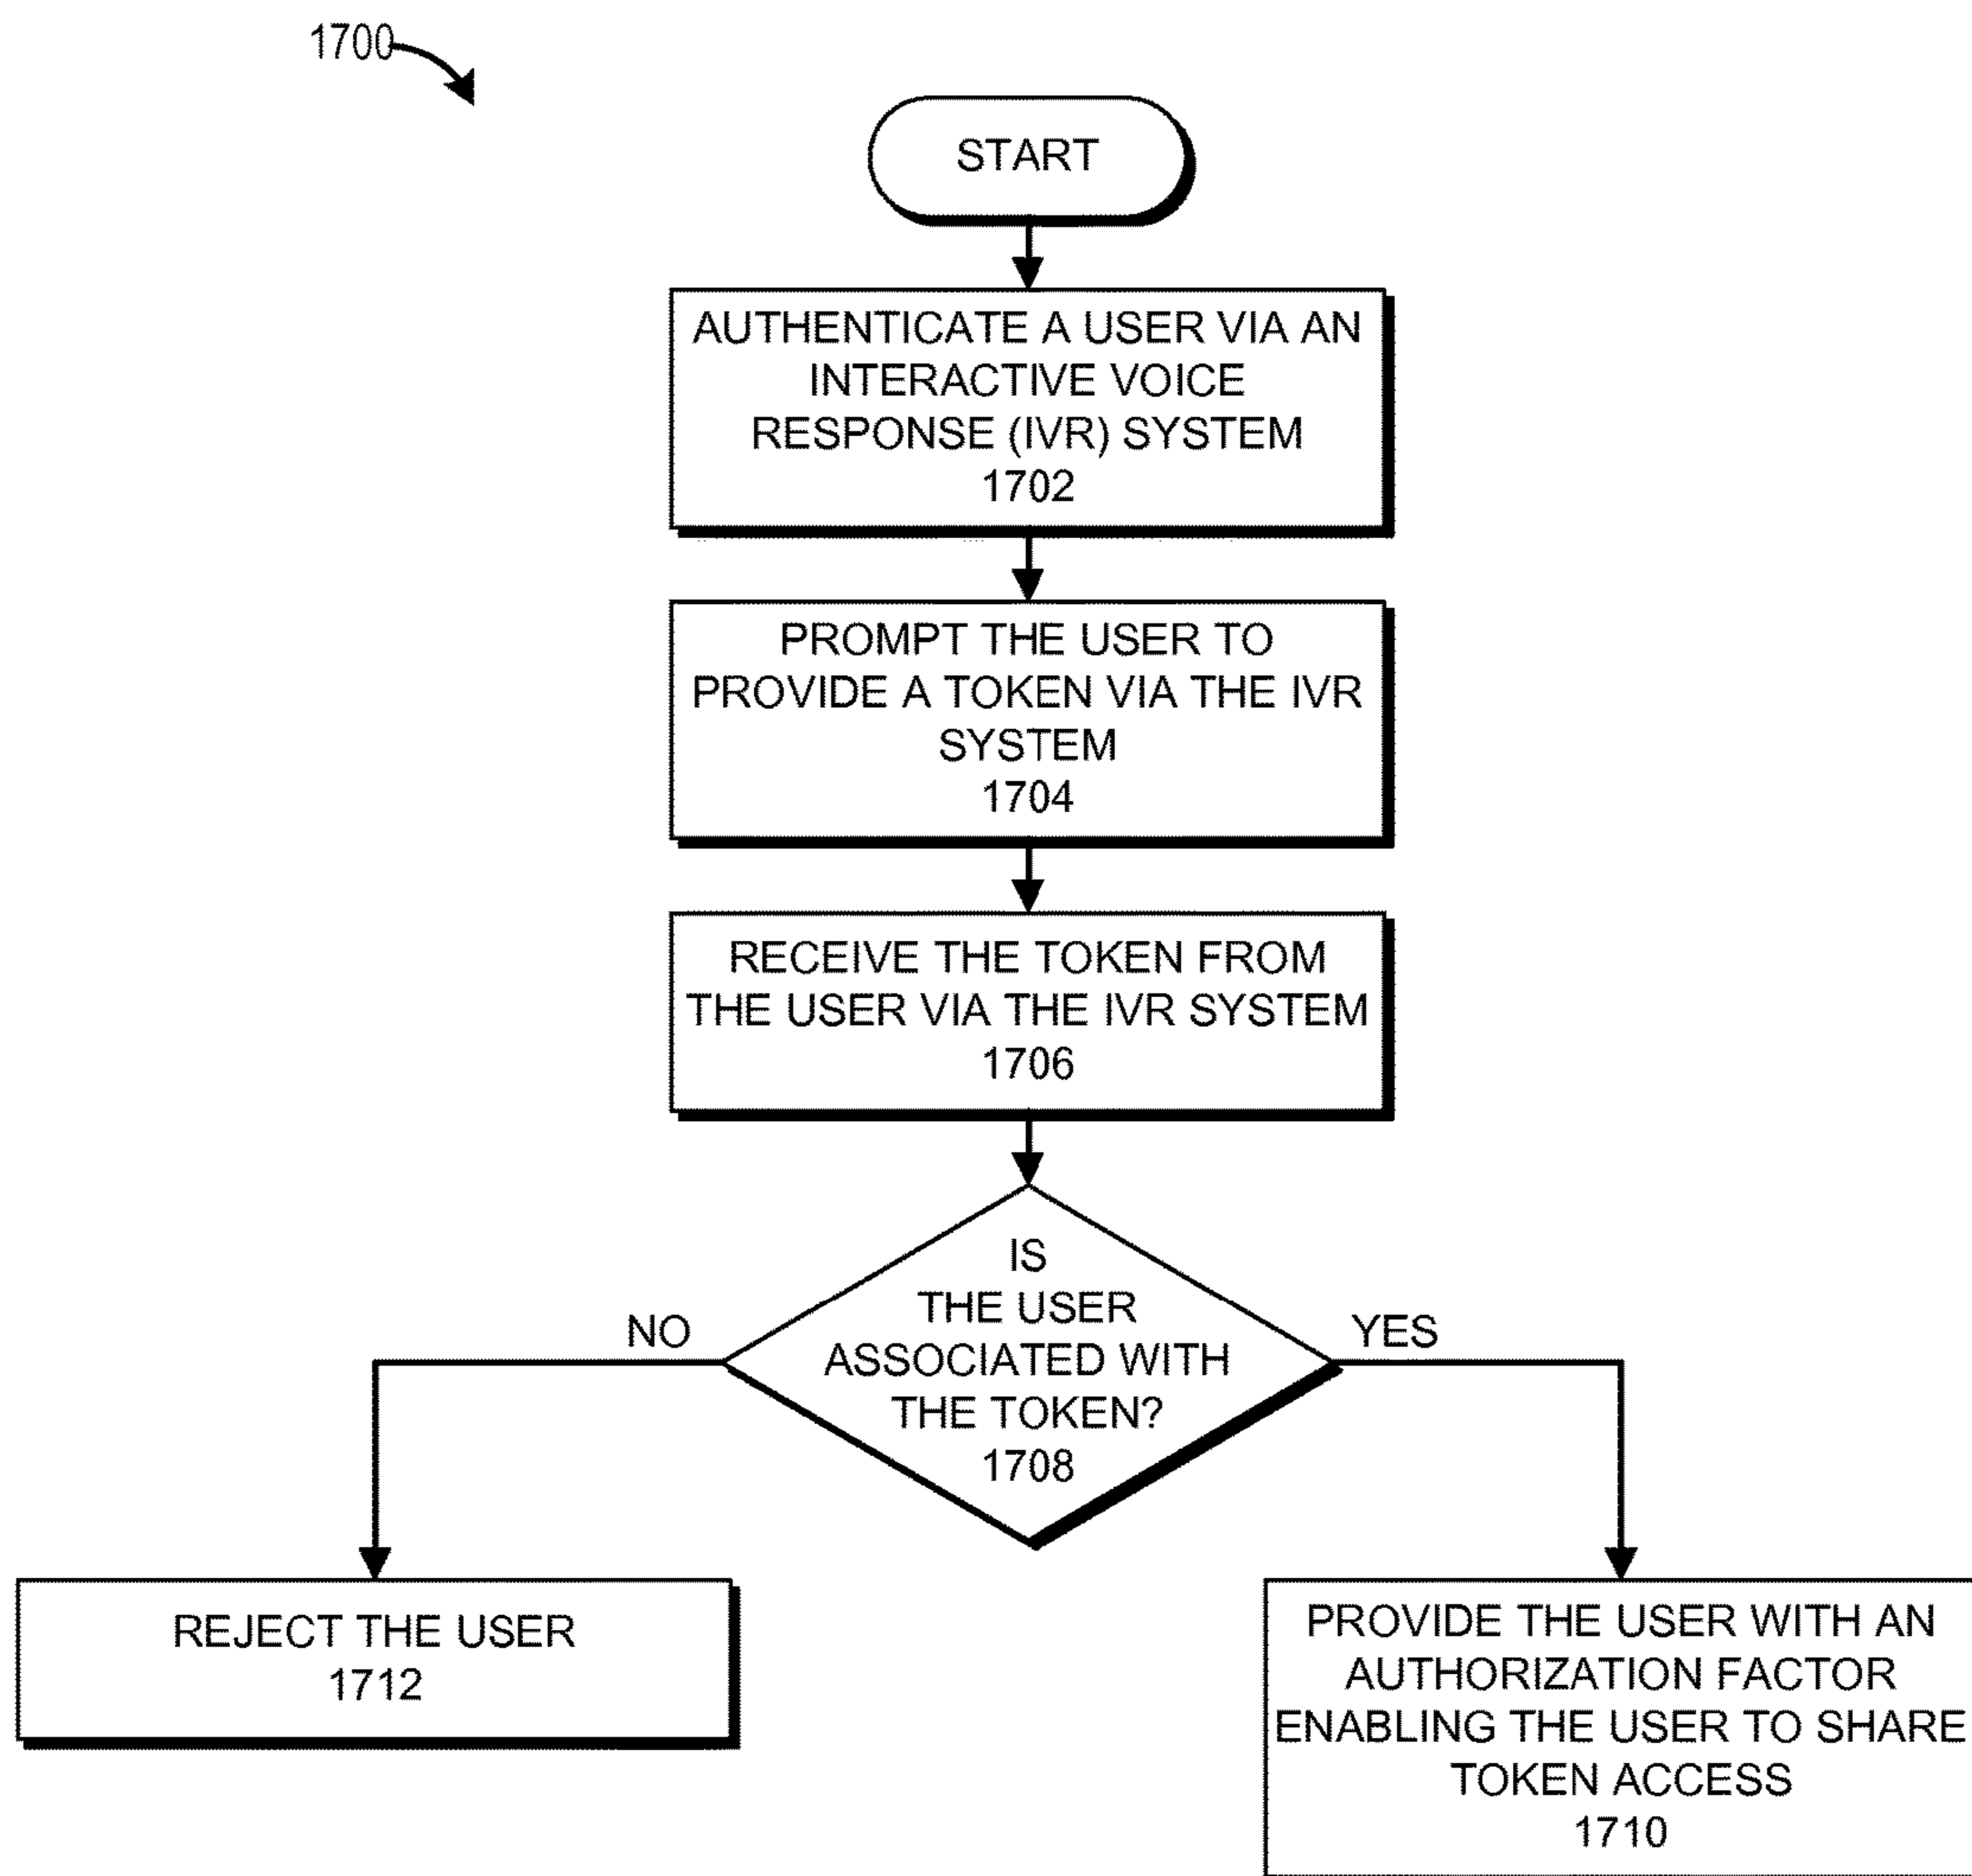 1700
START
AUTHENTICATE A USER VIA AN
INTERACTIVE VOICE
RESPONSE (IVR) SYSTEM
1702
PROMPT THE USER TO
PROVIDE A TOKEN VIA THE IVR
SYSTEM
1704
RECEIVE THE TOKEN FROM
THE USER VIA THE IVR SYSTEM
1706
IS
THE USER
ASSOCIATED WITH
THE TOKEN?
1708
NO
YES
REJECT THE USER
1712
PROVIDE THE USER WITH AN
AUTHORIZATION FACTOR
ENABLING THE USER TO SHARE
TOKEN ACCESS
1710